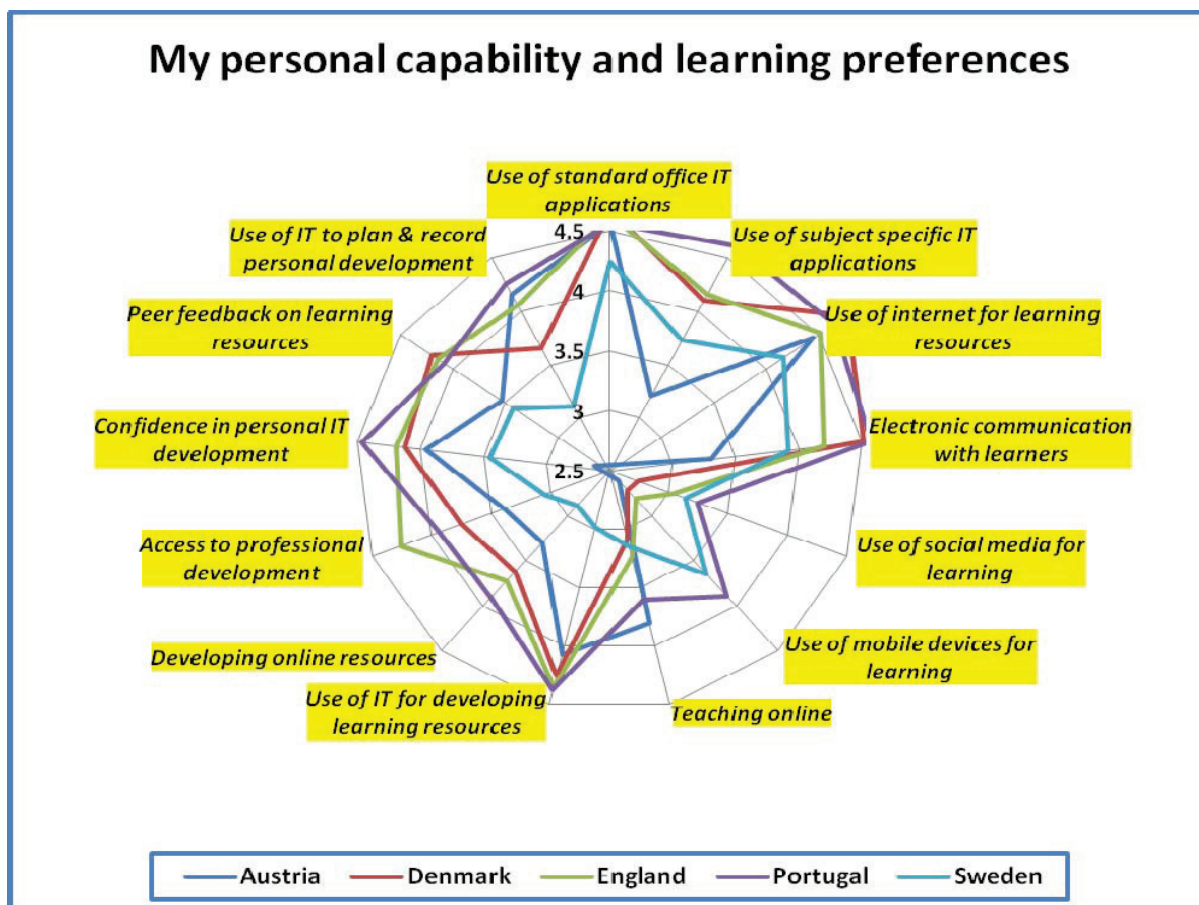 My personal capability and learning preferences
Use of standard office IT
applications
Use of subject specific IT
applications
Use of internet for learning
resources
Electronic communication
with learners
Use of social media for
learning
Use of mobile devices for
learning
Teaching online
Use of IT for developing
learning resources
Developing online resources
Access to professional
development
Confidence in personal IT
development
Peer feedback on learning
resources
Use of IT to plan & record
personal development
4.5
4
3.5
3
2.5
Austria
Denmark
England
Portugal
Sweden